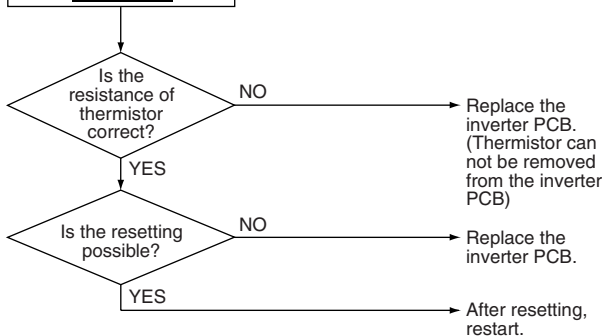 Is the
resistance of
thermistor
correct?
NO
Replace the
inverter PCB.
(Thermistor can
not be removed
from the inverter
PCB)
YES
Is the resetting
possible?
NO
Replace the
inverter PCB.
YES
After resetting,
restart.